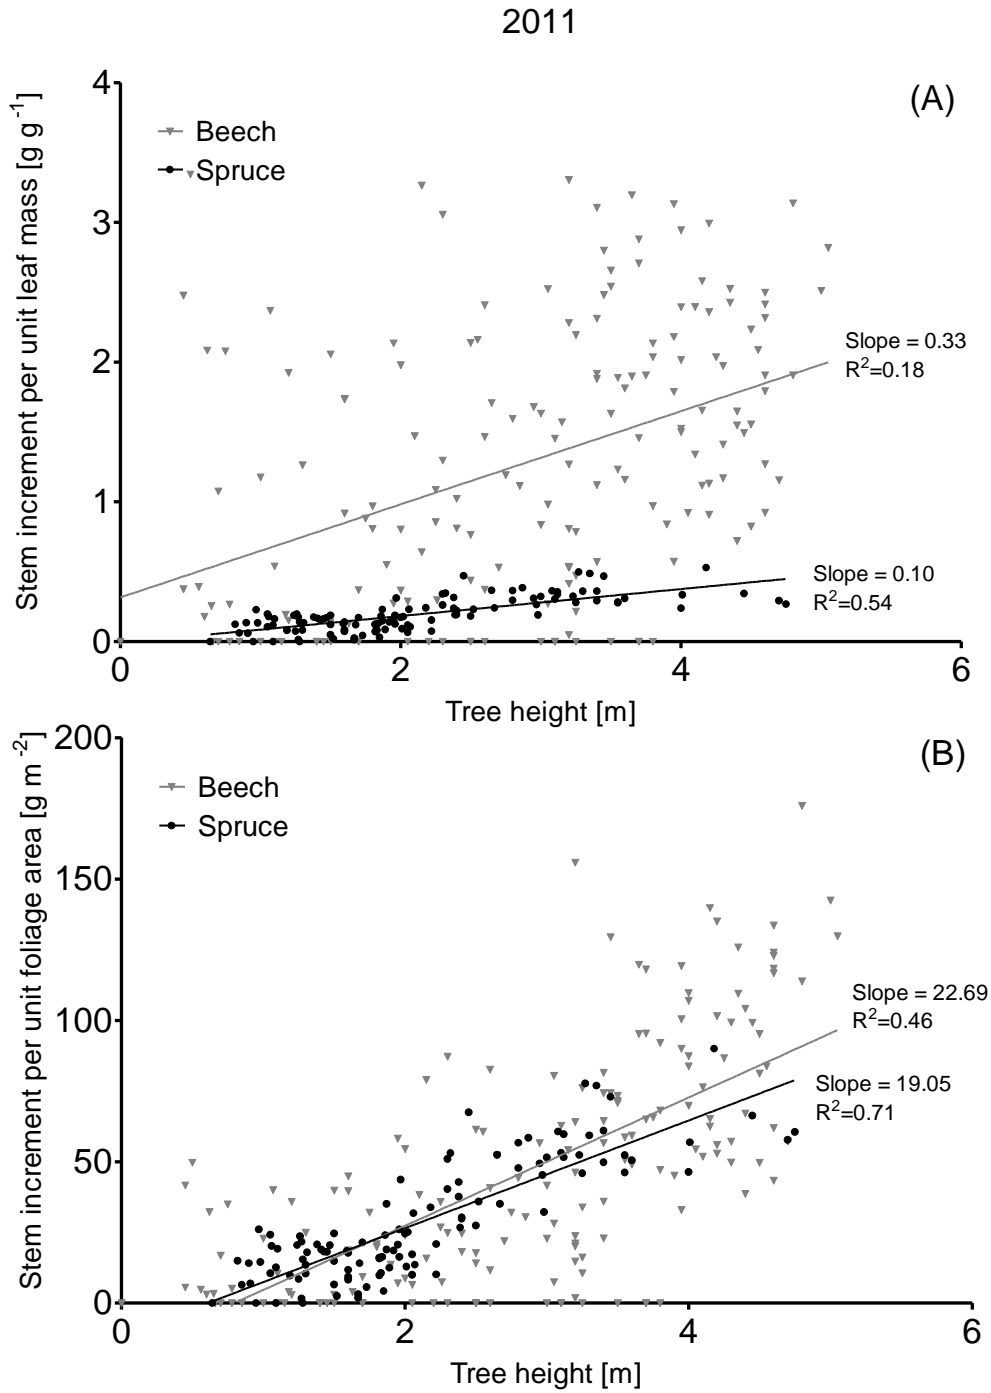 2011
(A)
Stem increment per unit leaf mass [g g⁻¹]
4
3
2
1
0
Beech
Spruce
Slope = 0.33
R²=0.18
Slope = 0.10
R²=0.54
0 2 4 6
Tree height [m]
(B)
Stem increment per unit foliage area [g m⁻²]
200
150
100
50
0
Beech
Spruce
Slope = 22.69
R²=0.46
Slope = 19.05
R²=0.71
0 2 4 6
Tree height [m]